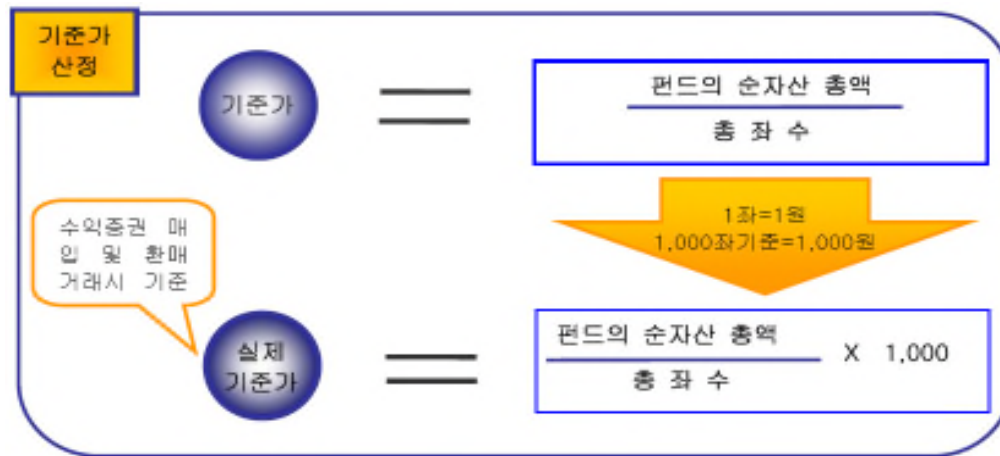 기준가
산정
기준가
펀드의 순자산 총액
총 좌 수
1좌=1원
1,000좌기준=1,000원
수익증권 매
입 및 환매
거래시 기준
실제
기준가
펀드의 순자산 총액
총 좌 수
X 1,000